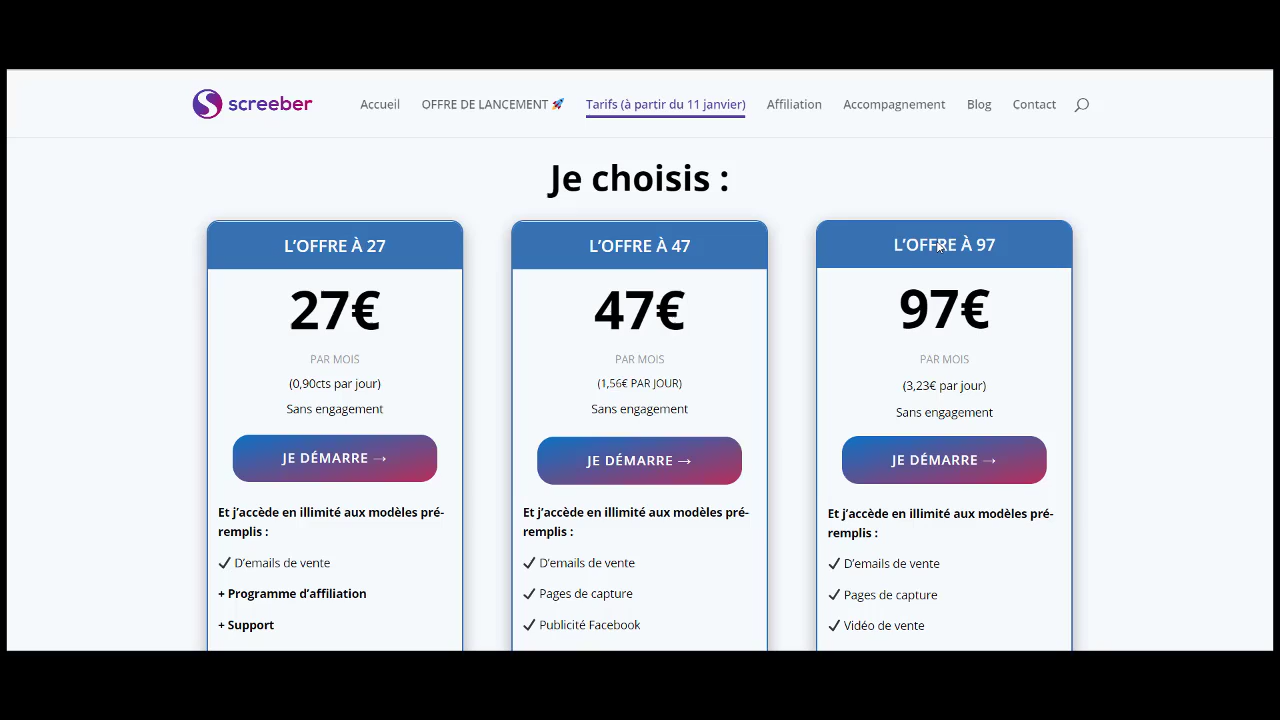 screeber
Accueil
OFFRE DE LANCEMENT 🚀
Tarifs (à partir du 11 janvier)
Affiliation
Accompagnement
Blog
Contact
Je choisis :
L'OFFRE À 27
27€
PAR MOIS
(0,90cts par jour)
Sans engagement
JE DÉMARRE →
Et j'accède en illimité aux modèles pré-
remplis :
✓ D'emails de vente
+ Programme d'affiliation
+ Support
L'OFFRE À 47
47€
PAR MOIS
(1,56€ PAR JOUR)
Sans engagement
JE DÉMARRE →
Et j'accède en illimité aux modèles pré-
remplis :
✓ D'emails de vente
✓ Pages de capture
✓ Publicité Facebook
L'OFFRE À 97
97€
PAR MOIS
(3,23€ par jour)
Sans engagement
JE DÉMARRE →
Et j'accède en illimité aux modèles pré-
remplis :
✓ D'emails de vente
✓ Pages de capture
✓ Vidéo de vente